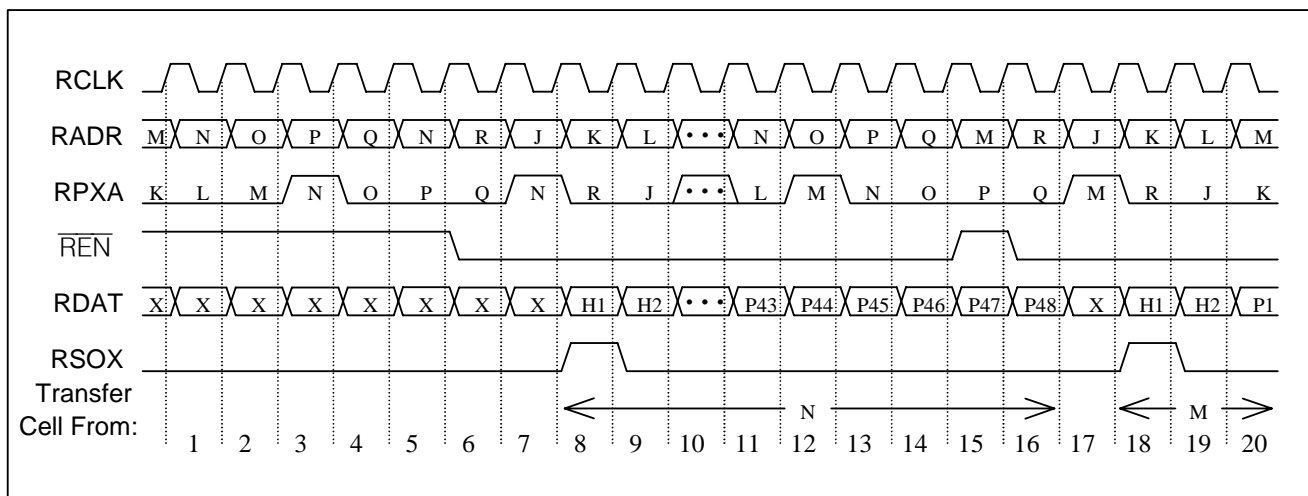 RCLK
RADR M N O P Q N R J K L ••• N O P Q M R J K L M
RPXA K L M N O P Q N R J ••• L M N O P Q M R J K
REN
RDAT X X X X X X X X H1 H2 ••• P43 P44 P45 P46 P47 P48 X H1 H2 P1
RSOX
Transfer
Cell From: N M
1 2 3 4 5 6 7 8 9 10 11 12 13 14 15 16 17 18 19 20